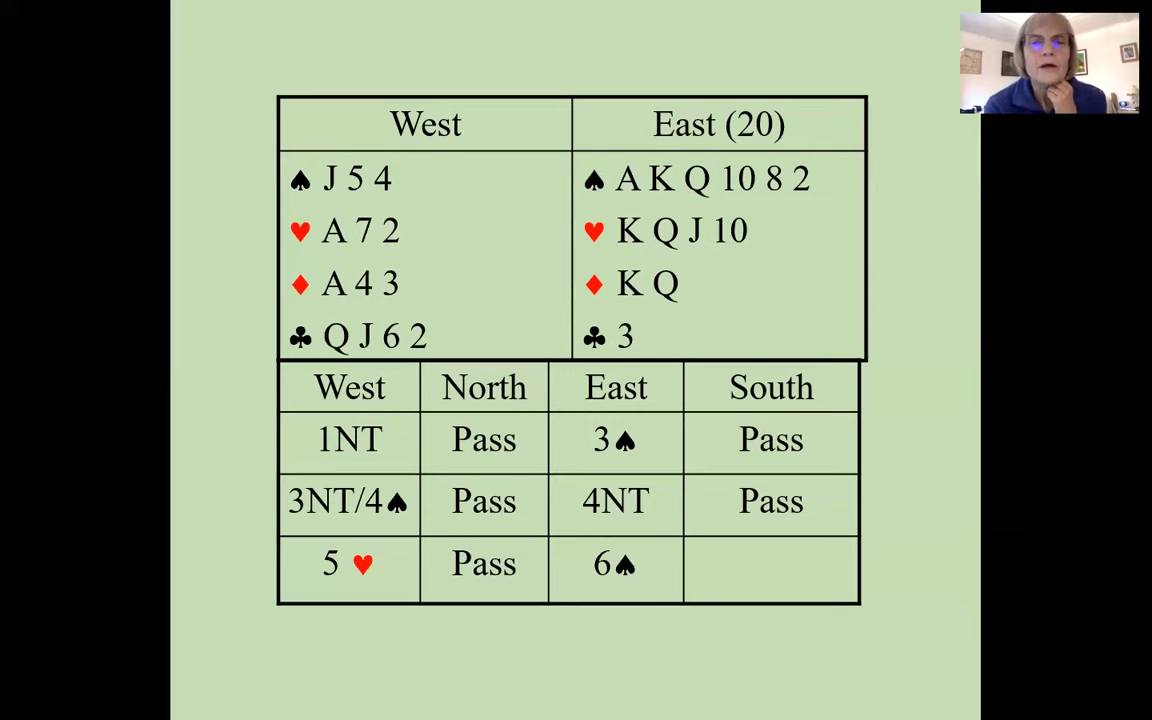 West East (20)
♠ J 5 4 ♠ A K Q 10 8 2
♥ A 7 2 ♥ K Q J 10
♦ A 4 3 ♦ K Q
♣ Q J 6 2 ♣ 3
West North East South
1NT Pass 3♠ Pass
3NT/4♠ Pass 4NT Pass
5 ♥ Pass 6♠